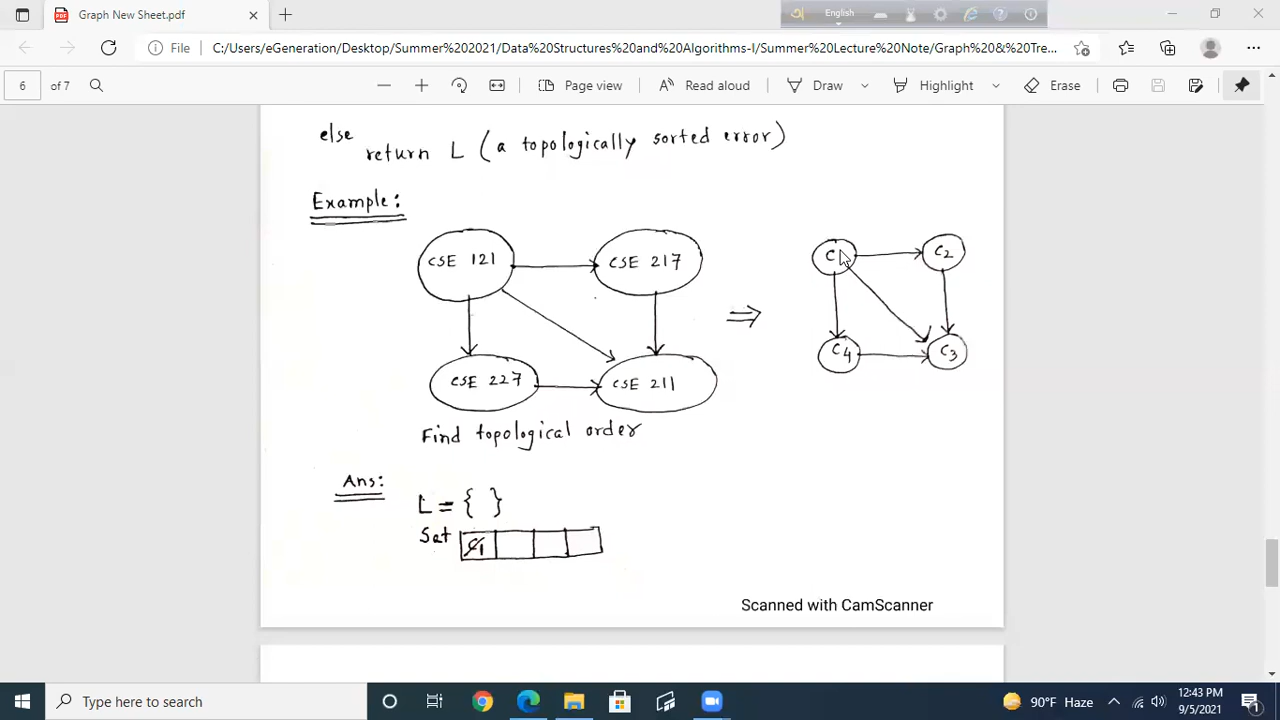 Graph New Sheet.pdf
English
File
C:/Users/eGeneration/Desktop/Summer%202021/Data%20Structures%20and%20Algorithms-I/Summer%20Lecture%20Note/Graph%20&%20Tre...
6 of 7
Page view
Read aloud
Draw
Highlight
Erase
else
return L (a topologically sorted error)
Example:
CSE 121
CSE 217
C
C2
⇒
CSE 227
CSE 211
C4
C3
Find topological order
Ans:
L = { }
Set C1
Scanned with CamScanner
Type here to search
90°F Haze
12:43 PM
9/5/2021
1